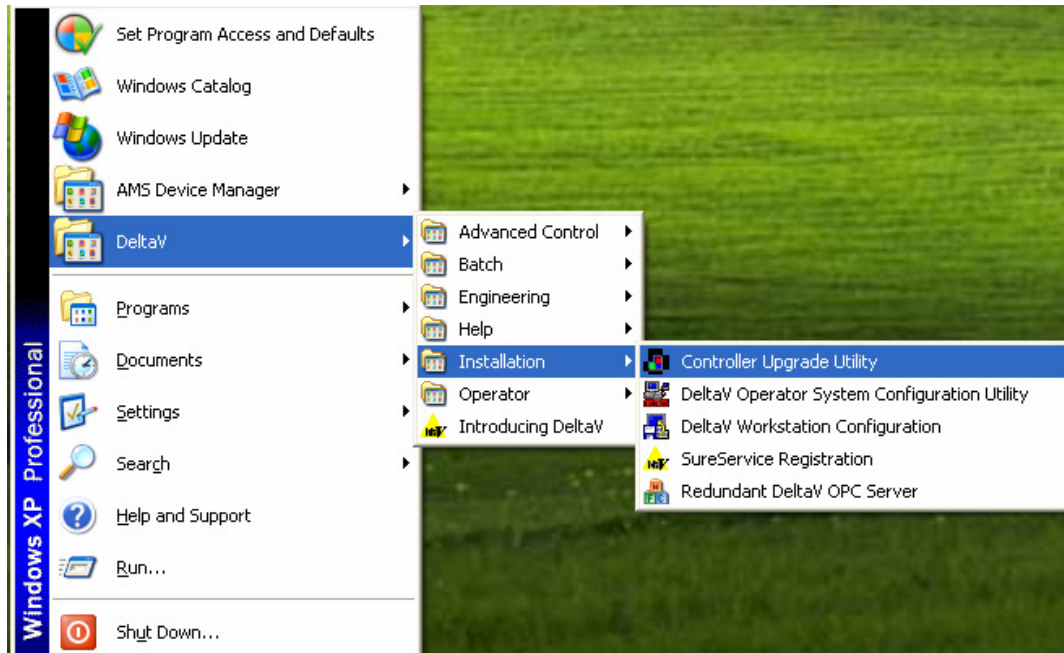 Set Program Access and Defaults
Windows Catalog
Windows Update
AMS Device Manager
DeltaV
Programs
Documents
Settings
Search
Help and Support
Run...
Shut Down...
Windows XP Professional
Advanced Control
Batch
Engineering
Help
Installation
Operator
Introducing DeltaV
Controller Upgrade Utility
DeltaV Operator System Configuration Utility
DeltaV Workstation Configuration
SureService Registration
Redundant DeltaV OPC Server